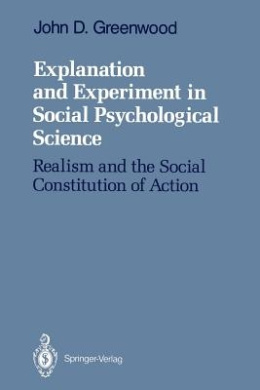 John D. Greenwood
Explanation
and Experiment in
Social Psychological
Science
Realism and the Social
Constitution of Action
Springer-Verlag